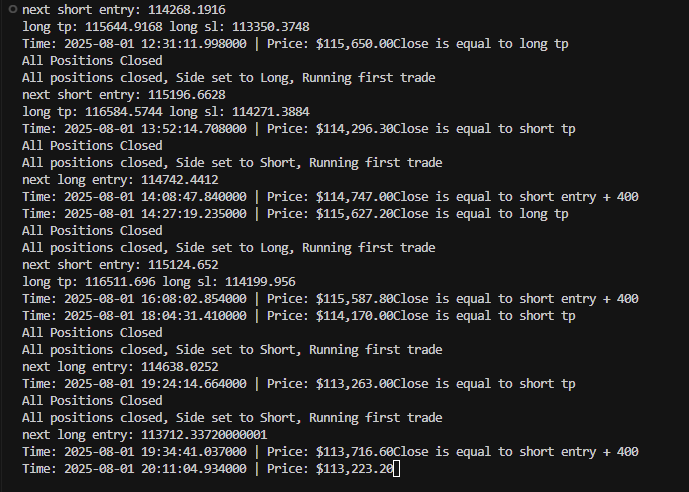 next short entry: 114268.1916
long tp: 115644.9168 long sl: 113350.3748
Time: 2025-08-01 12:31:11.998000 | Price: $115,650.00Close is equal to long tp
All Positions Closed
All positions closed, Side set to Long, Running first trade
next short entry: 115196.6628
long tp: 116584.5744 long sl: 114271.3884
Time: 2025-08-01 13:52:14.708000 | Price: $114,296.30Close is equal to short tp
All Positions Closed
All positions closed, Side set to Short, Running first trade
next long entry: 114742.4412
Time: 2025-08-01 14:08:47.840000 | Price: $114,747.00Close is equal to short entry + 400
Time: 2025-08-01 14:27:19.235000 | Price: $115,627.20Close is equal to long tp
All Positions Closed
All positions closed, Side set to Long, Running first trade
next short entry: 115124.652
long tp: 116511.696 long sl: 114199.956
Time: 2025-08-01 16:08:02.854000 | Price: $115,587.80Close is equal to short entry + 400
Time: 2025-08-01 18:04:31.410000 | Price: $114,170.00Close is equal to short tp
All Positions Closed
All positions closed, Side set to Short, Running first trade
next long entry: 114638.0252
Time: 2025-08-01 19:24:14.664000 | Price: $113,263.00Close is equal to short tp
All Positions Closed
All positions closed, Side set to Short, Running first trade
next long entry: 113712.33720000001
Time: 2025-08-01 19:34:41.037000 | Price: $113,716.60Close is equal to short entry + 400
Time: 2025-08-01 20:11:04.934000 | Price: $113,223.20